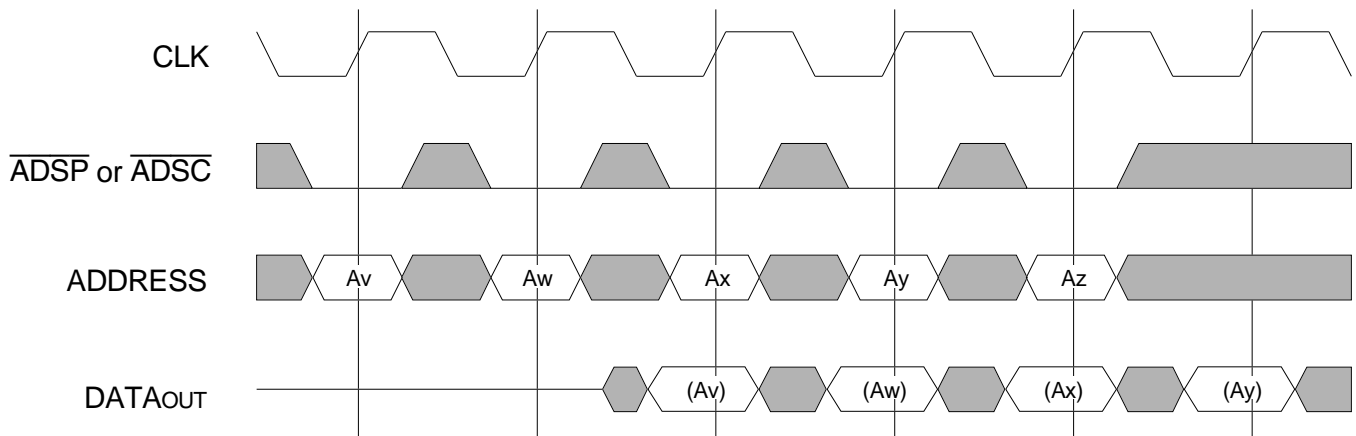 CLK
ADSP or ADSC
ADDRESS Av Aw Ax Ay Az
DATAOUT (Av) (Aw) (Ax) (Ay)